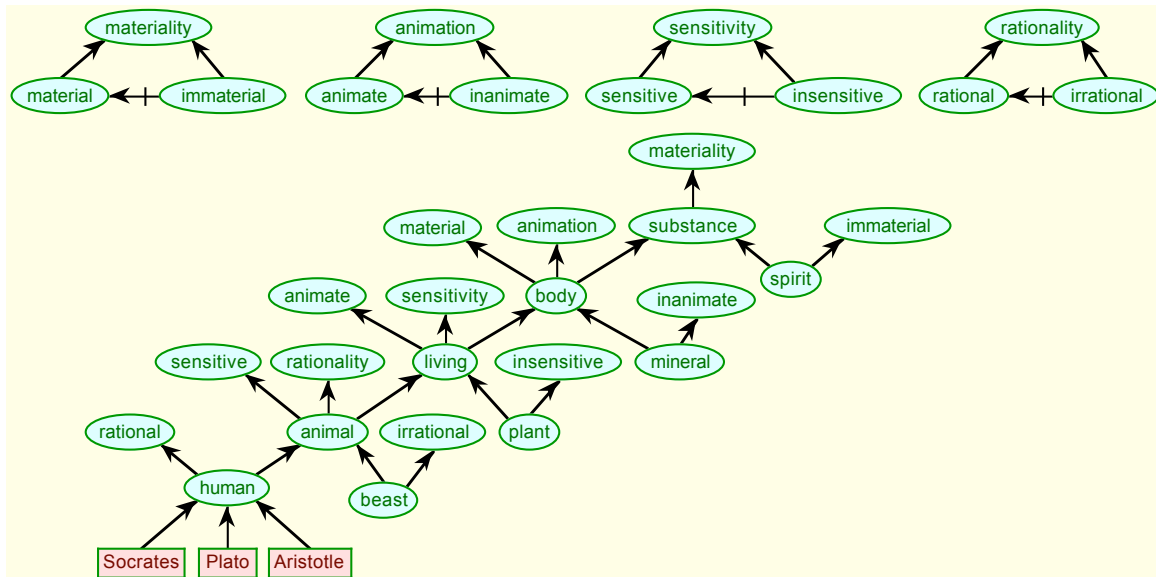 materiality
animation
sensitivity
rationality
material
immaterial
animate
inanimate
sensitive
insensitive
rational
irrational
materiality
material
animation
substance
immaterial
spirit
animate
sensitivity
body
inanimate
sensitive
rationality
living
insensitive
mineral
rational
animal
irrational
plant
human
beast
Socrates
Plato
Aristotle